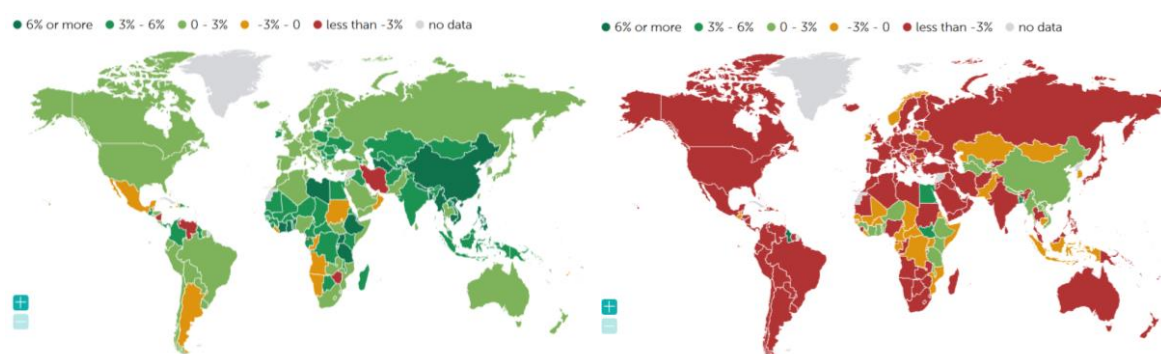 6% or more 3% - 6% 0 - 3% -3% - 0 less than -3% no data
6% or more 3% - 6% 0 - 3% -3% - 0 less than -3% no data
+
−
+
−